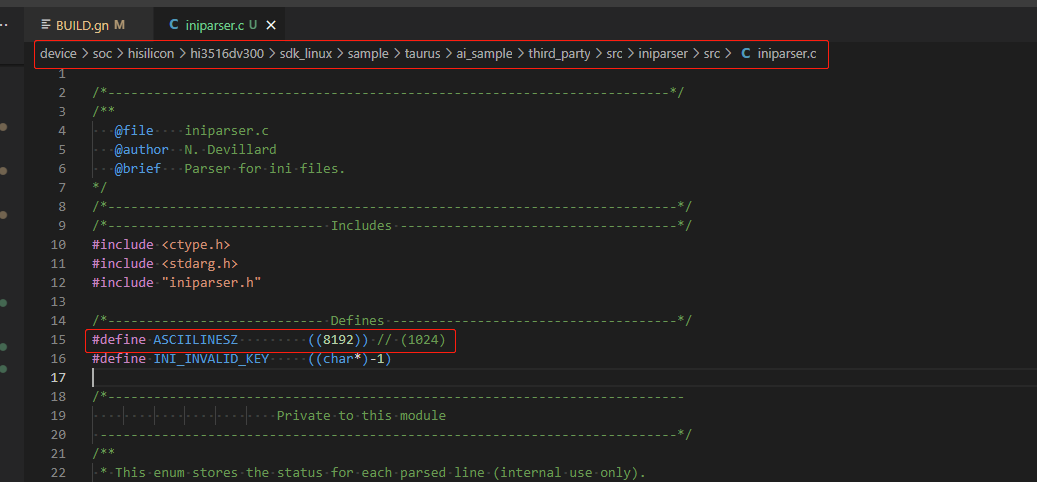 BUILD.gn M
C iniparser.c U ×
device > soc > hisilicon > hi3516dv300 > sdk_linux > sample > taurus > ai_sample > third_party > src > iniparser > src > C iniparser.c
1
2 /*-------------------------------------------------------------------------*/
3 /**
4 @file iniparser.c
5 @author N. Devillard
6 @brief Parser for ini files.
7 */
8 /*--------------------------------------------------------------------------*/
9 /*---------------------------- Includes ------------------------------------*/
10 #include <ctype.h>
11 #include <stdarg.h>
12 #include "iniparser.h"
13
14 /*---------------------------- Defines -------------------------------------*/
15 #define ASCIILINESZ ((8192)) // (1024)
16 #define INI_INVALID_KEY ((char*)-1)
17
18 /*---------------------------------------------------------------------------
19 Private to this module
20 ---------------------------------------------------------------------------*/
21 /**
22 * This enum stores the status for each parsed line (internal use only).